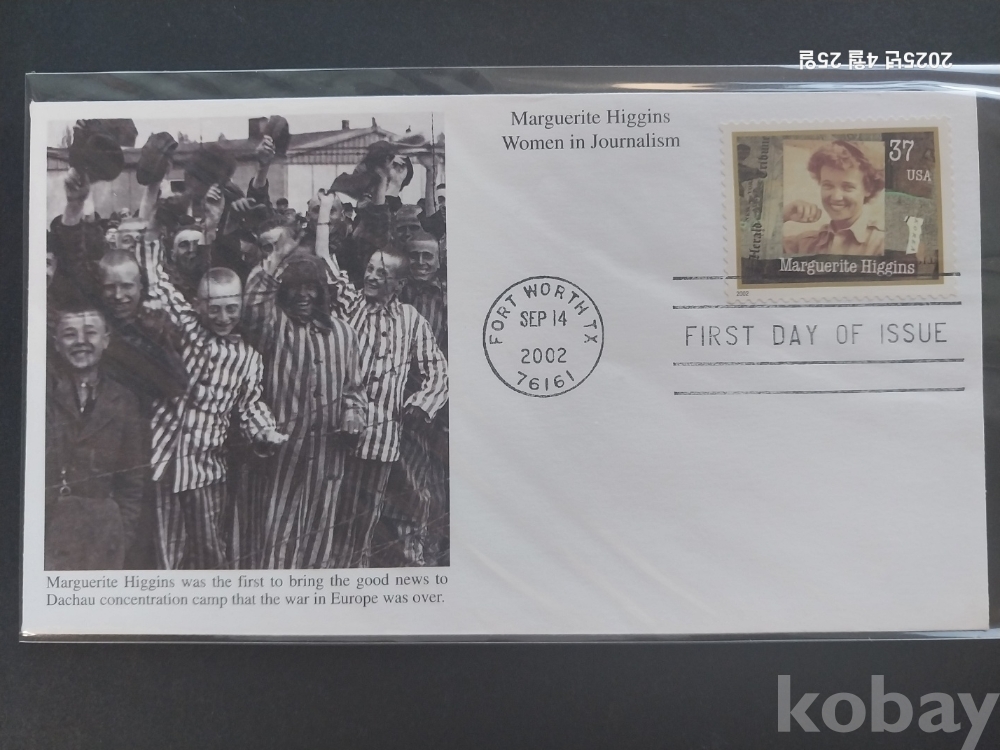 2025년 4월 25일
Marguerite Higgins
Women in Journalism
37
USA
Herald
Tribune
Marguerite Higgins
2002
FORT WORTH TX
SEP 14
2002
76161
FIRST DAY OF ISSUE
Marguerite Higgins was the first to bring the good news to
Dachau concentration camp that the war in Europe was over.
kobay